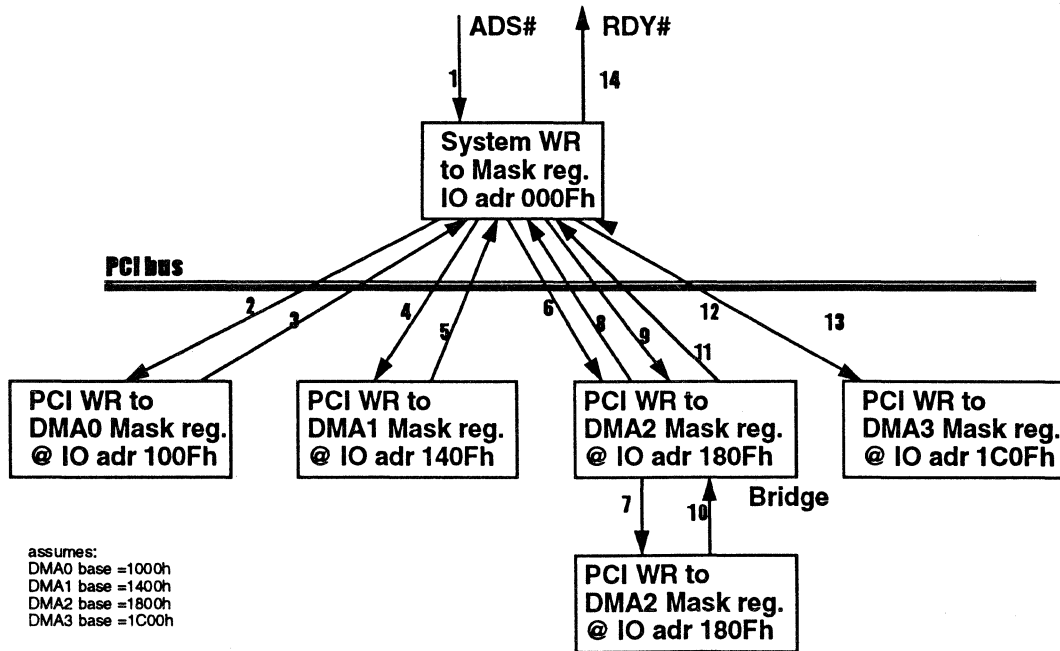 ADS#
RDY#
1
14
System WR
to Mask reg.
IO adr 000Fh
PCI bus
2
3
4
5
6
8
9
11
12
13
PCI WR to
DMA0 Mask reg.
@ IO adr 100Fh
PCI WR to
DMA1 Mask reg.
@ IO adr 140Fh
PCI WR to
DMA2 Mask reg.
@ IO adr 180Fh
PCI WR to
DMA3 Mask reg.
@ IO adr 1C0Fh
7
10
Bridge
PCI WR to
DMA2 Mask reg.
@ IO adr 180Fh
assumes:
DMA0 base =1000h
DMA1 base =1400h
DMA2 base =1800h
DMA3 base =1C00h